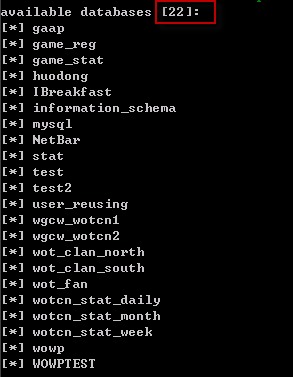 available databases [22]:
[*] gaap
[*] game_reg
[*] game_stat
[*] huodong
[*] IBreakfast
[*] information_schema
[*] mysql
[*] NetBar
[*] stat
[*] test
[*] test2
[*] user_reusing
[*] wgcw_wotcn1
[*] wgcw_wotcn2
[*] wot_clan_north
[*] wot_clan_south
[*] wot_fan
[*] wotcn_stat_daily
[*] wotcn_stat_month
[*] wotcn_stat_week
[*] wowp
[*] WOWPTEST